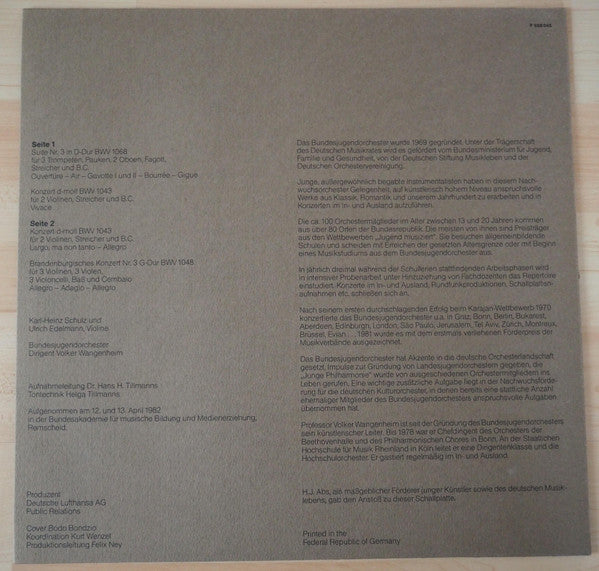 P 668 045
Seite 1
Suite Nr. 3 in D-Dur BWV 1068
für 3 Trompeten, Pauken, 2 Oboen, Fagott,
Streicher und B.C.
Ouvertüre – Air – Gavotte I und II – Bourrée – Gigue
Konzert d-moll BWV 1043
für 2 Violinen, Streicher und B.C.
Vivace
Seite 2
Konzert d-moll BWV 1043
für 2 Violinen, Streicher und B.C.
Largo, ma non tanto – Allegro
Brandenburgisches Konzert Nr. 3 G-Dur BWV 1048
für 3 Violinen, 3 Violen,
3 Violoncelli, Baß und Cembalo
Allegro – Adagio – Allegro
Karl-Heinz Schulz und
Ulrich Edelmann, Violine
Bundesjugendorchester
Dirigent Volker Wangenheim
Aufnahmeleitung Dr. Hans H. Tillmanns
Tontechnik Helga Tillmanns
Aufgenommen am 12. und 13. April 1982
in der Bundesakademie für musische Bildung und Medienerziehung,
Remscheid.
Produzent
Deutsche Lufthansa AG
Public Relations
Cover Bodo Bondzio
Koordination Kurt Wenzel
Produktionsleitung Felix Ney
Das Bundesjugendorchester wurde 1969 gegründet. Unter der Trägerschaft
des Deutschen Musikrates wird es gefördert vom Bundesministerium für Jugend,
Familie und Gesundheit, von der Deutschen Stiftung Musikleben und der
Deutschen Orchestervereinigung.
Junge, außergewöhnlich begabte Instrumentalisten haben in diesem Nach-
wuchsorchester Gelegenheit, auf künstlerisch hohem Niveau anspruchsvolle
Werke aus Klassik, Romantik und unserem Jahrhundert zu erarbeiten und in
Konzerten im In- und Ausland aufzuführen.
Die ca. 100 Orchestermitglieder im Alter zwischen 13 und 20 Jahren kommen
aus über 80 Orten der Bundesrepublik. Die meisten von ihnen sind Preisträger
aus den Wettbewerben „Jugend musiziert“. Sie besuchen allgemeinbildende
Schulen und scheiden mit Erreichen der gesetzten Altersgrenze oder mit Beginn
eines Musikstudiums aus dem Bundesjugendorchester aus.
In jährlich dreimal während der Schulferien stattfindenden Arbeitsphasen wird
in intensiver Probenarbeit unter Hinzuziehung von Fachdozenten das Repertoire
einstudiert. Konzerte im In- und Ausland, Rundfunkproduktionen, Schallplatten-
aufnahmen etc. schließen sich an.
Nach seinem ersten durchschlagenden Erfolg beim Karajan-Wettbewerb 1970
konzertierte das Bundesjugendorchester u.a. in Graz, Bonn, Berlin, Bukarest,
Aberdeen, Edinburgh, London, São Paulo, Jerusalem, Tel Aviv, Zürich, Montreux,
Brüssel, Evian . . . 1981 wurde es mit dem erstmals verliehenen Förderpreis der
Musikverbände ausgezeichnet.
Das Bundesjugendorchester hat Akzente in die deutsche Orchesterlandschaft
gesetzt, Impulse zur Gründung von Landesjugendorchestern gegeben, die
„Junge Philharmonie“ wurde von ausgeschiedenen Orchestermitgliedern ins
Leben gerufen. Eine wichtige zusätzliche Aufgabe liegt in der Nachwuchsförde-
rung für die deutschen Kulturorchester, in denen bereits eine stattliche Anzahl
ehemaliger Mitglieder des Bundesjugendorchesters anspruchsvolle Aufgaben
übernommen hat.
Professor Volker Wangenheim ist seit der Gründung des Bundesjugendorchesters
sein künstlerischer Leiter. Bis 1978 war er Chefdirigent des Orchesters der
Beethovenhalle und des Philharmonischen Chores in Bonn. An der Staatlichen
Hochschule für Musik Rheinland in Köln leitet er eine Dirigentenklasse und die
Hochschulorchester. Er gastiert regelmäßig im In- und Ausland.
H.J. Abs, als maßgeblicher Förderer junger Künstler sowie des deutschen Musik-
lebens, gab den Anstoß zu dieser Schallplatte.
Printed in the
Federal Republic of Germany